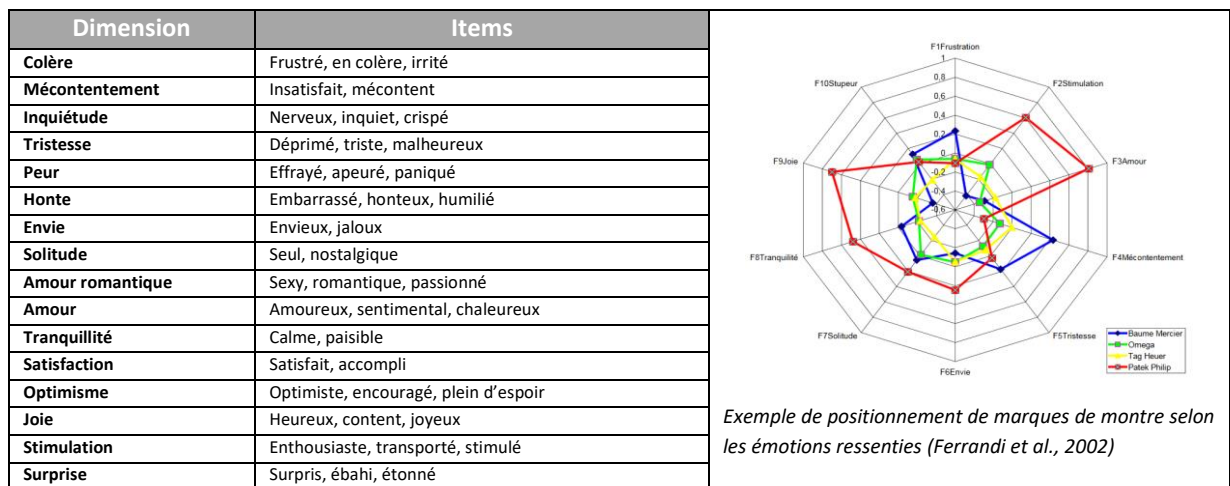 Dimension Items
Colère Frustré, en colère, irrité
Mécontentement Insatisfait, mécontent
Inquiétude Nerveux, inquiet, crispé
Tristesse Déprimé, triste, malheureux
Peur Effrayé, apeuré, paniqué
Honte Embarrassé, honteux, humilié
Envie Envieux, jaloux
Solitude Seul, nostalgique
Amour romantique Sexy, romantique, passionné
Amour Amoureux, sentimental, chaleureux
Tranquillité Calme, paisible
Satisfaction Satisfait, accompli
Optimisme Optimiste, encouragé, plein d’espoir
Joie Heureux, content, joyeux
Stimulation Enthousiaste, transporté, stimulé
Surprise Surpris, ébahi, étonné
F1Frustration
F2Stimulation
F3Amour
F4Mécontentement
F5Tristesse
F6Envie
F7Solitude
F8Tranquilité
F9Joie
F10Stupeur
1
0,8
0,6
0,4
0,2
0
-0,2
-0,4
-0,6
Baume Mercier
Omega
Tag Heuer
Patek Philip
Exemple de positionnement de marques de montre selon
les émotions ressenties (Ferrandi et al., 2002)